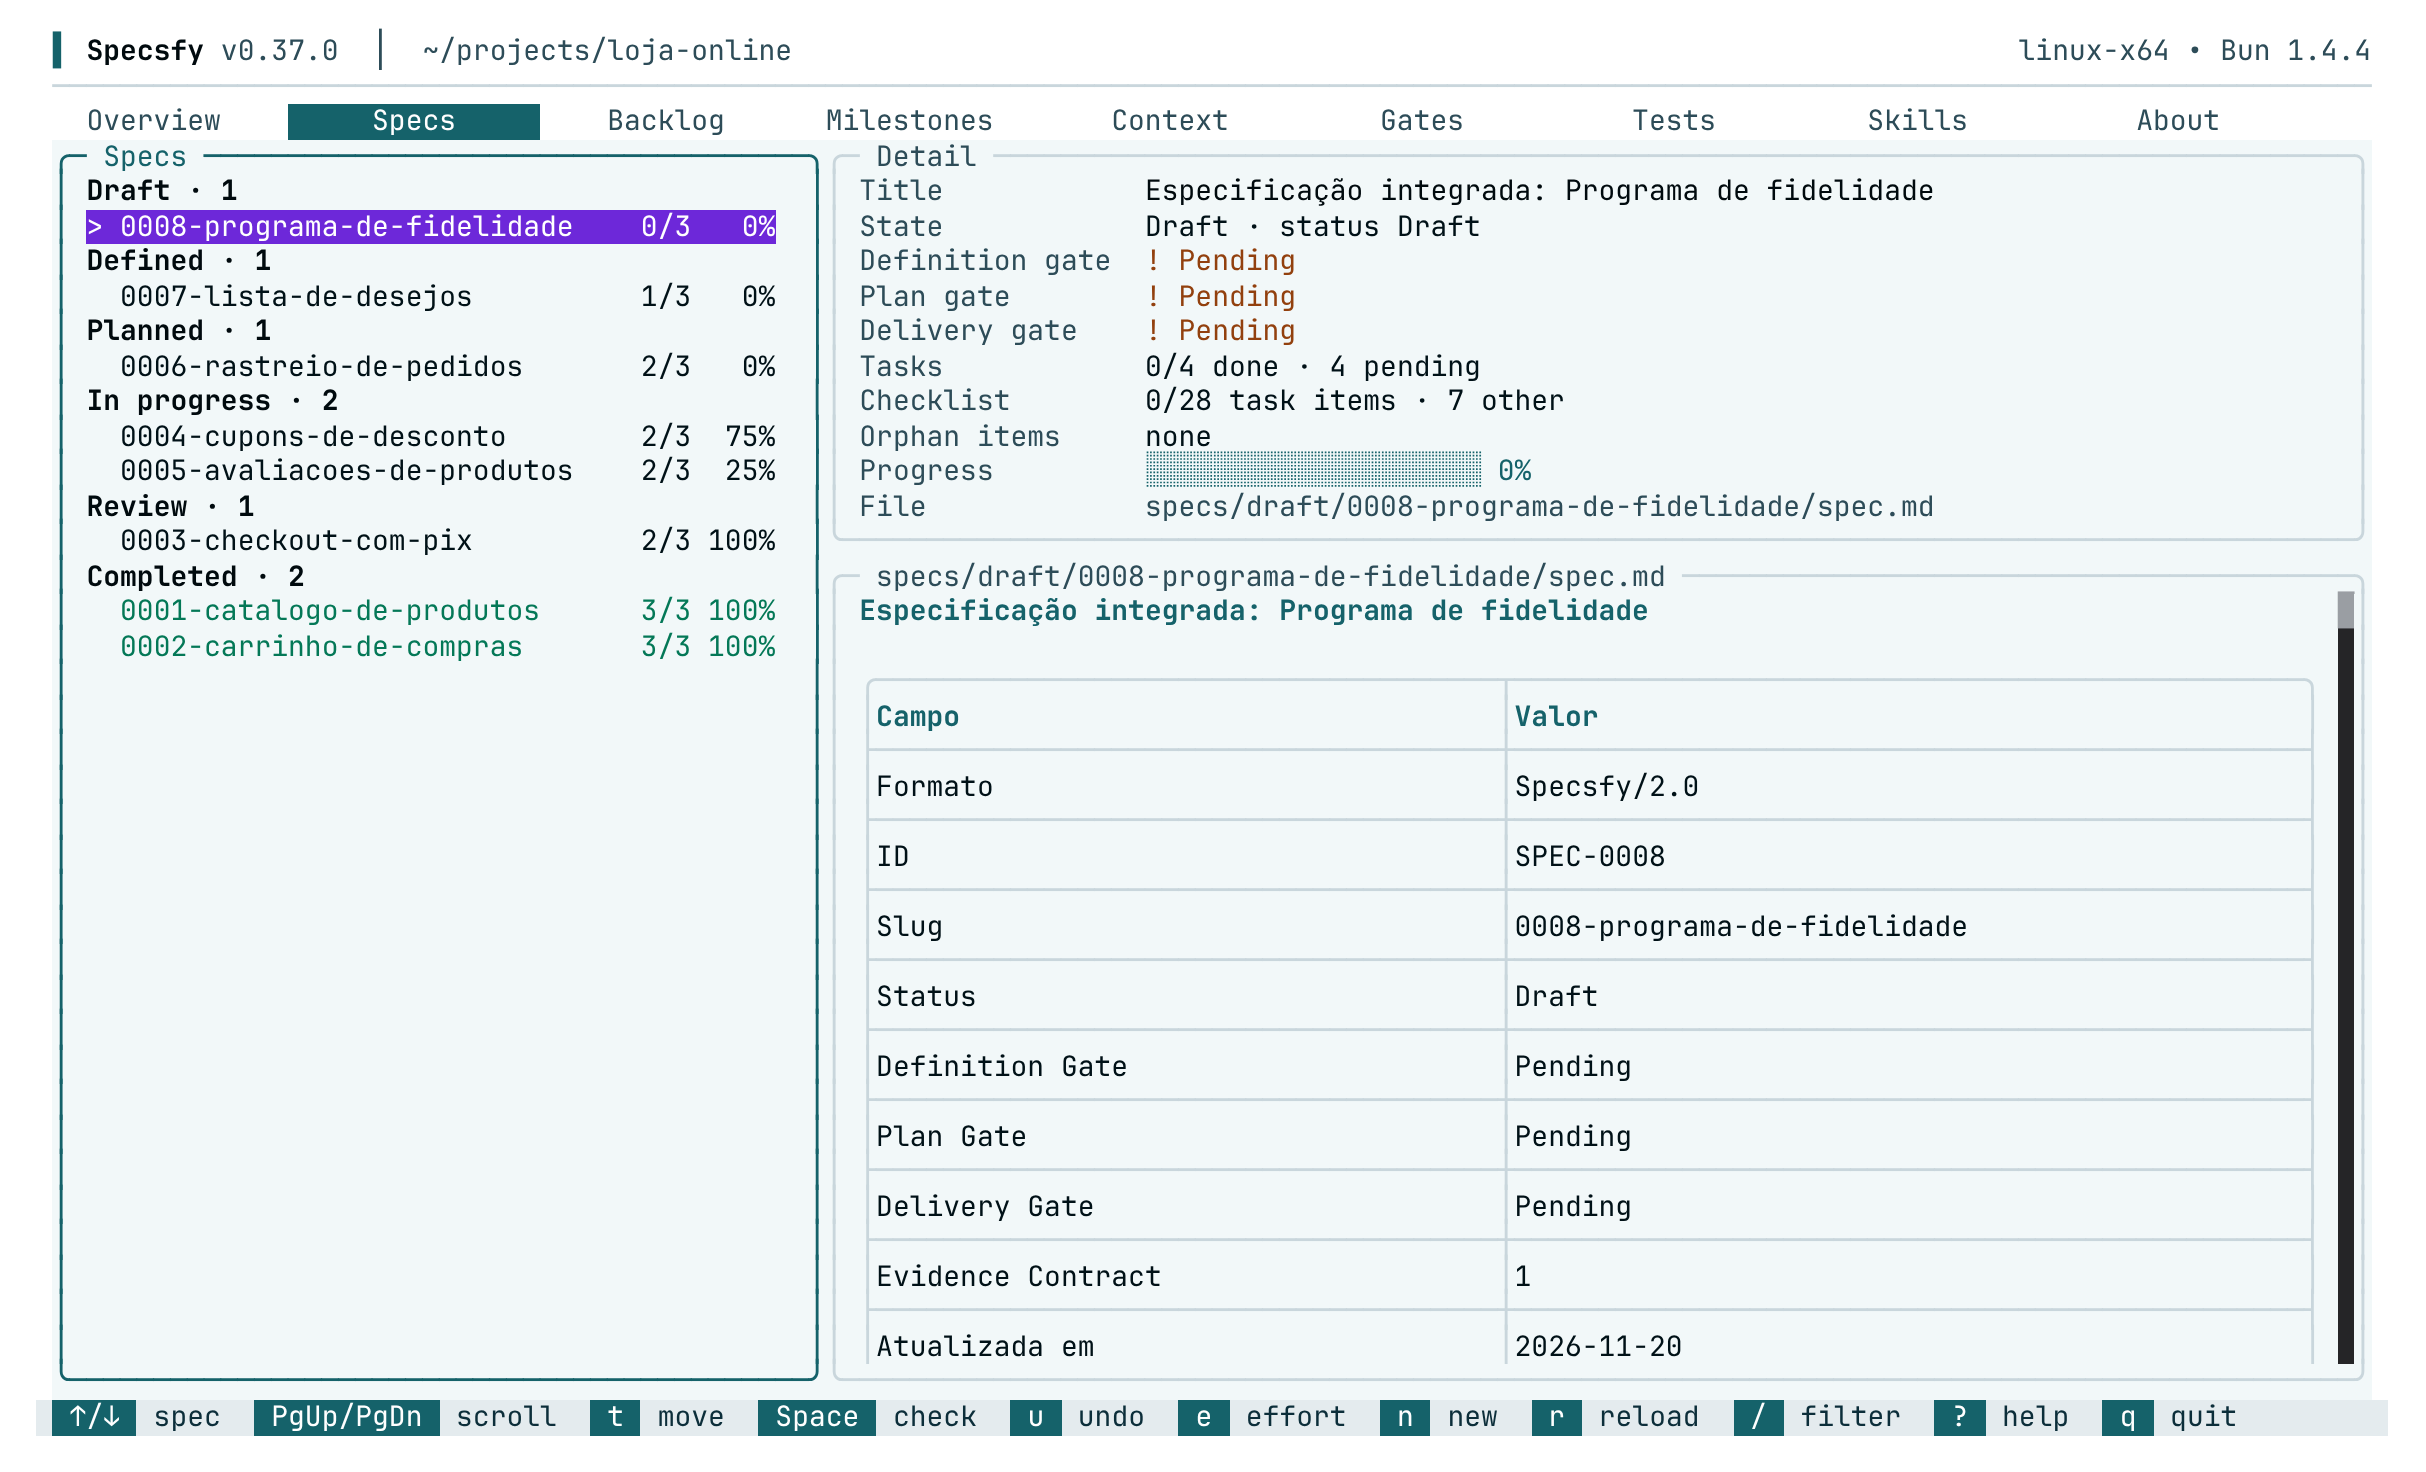 Specsfy v0.37.0 │ ~/projects/loja-online linux-x64 • Bun 1.4.4
Overview Specs Backlog Milestones Context Gates Tests Skills About
Specs
Draft · 1
> 0008-programa-de-fidelidade 0/3 0%
Defined · 1
0007-lista-de-desejos 1/3 0%
Planned · 1
0006-rastreio-de-pedidos 2/3 0%
In progress · 2
0004-cupons-de-desconto 2/3 75%
0005-avaliacoes-de-produtos 2/3 25%
Review · 1
0003-checkout-com-pix 2/3 100%
Completed · 2
0001-catalogo-de-produtos 3/3 100%
0002-carrinho-de-compras 3/3 100%
Detail
Title Especificação integrada: Programa de fidelidade
State Draft · status Draft
Definition gate ! Pending
Plan gate ! Pending
Delivery gate ! Pending
Tasks 0/4 done · 4 pending
Checklist 0/28 task items · 7 other
Orphan items none
Progress 0%
File specs/draft/0008-programa-de-fidelidade/spec.md
specs/draft/0008-programa-de-fidelidade/spec.md
Especificação integrada: Programa de fidelidade
Campo Valor
Formato Specsfy/2.0
ID SPEC-0008
Slug 0008-programa-de-fidelidade
Status Draft
Definition Gate Pending
Plan Gate Pending
Delivery Gate Pending
Evidence Contract 1
Atualizada em 2026-11-20
↑/↓ spec PgUp/PgDn scroll t move Space check u undo e effort n new r reload / filter ? help q quit